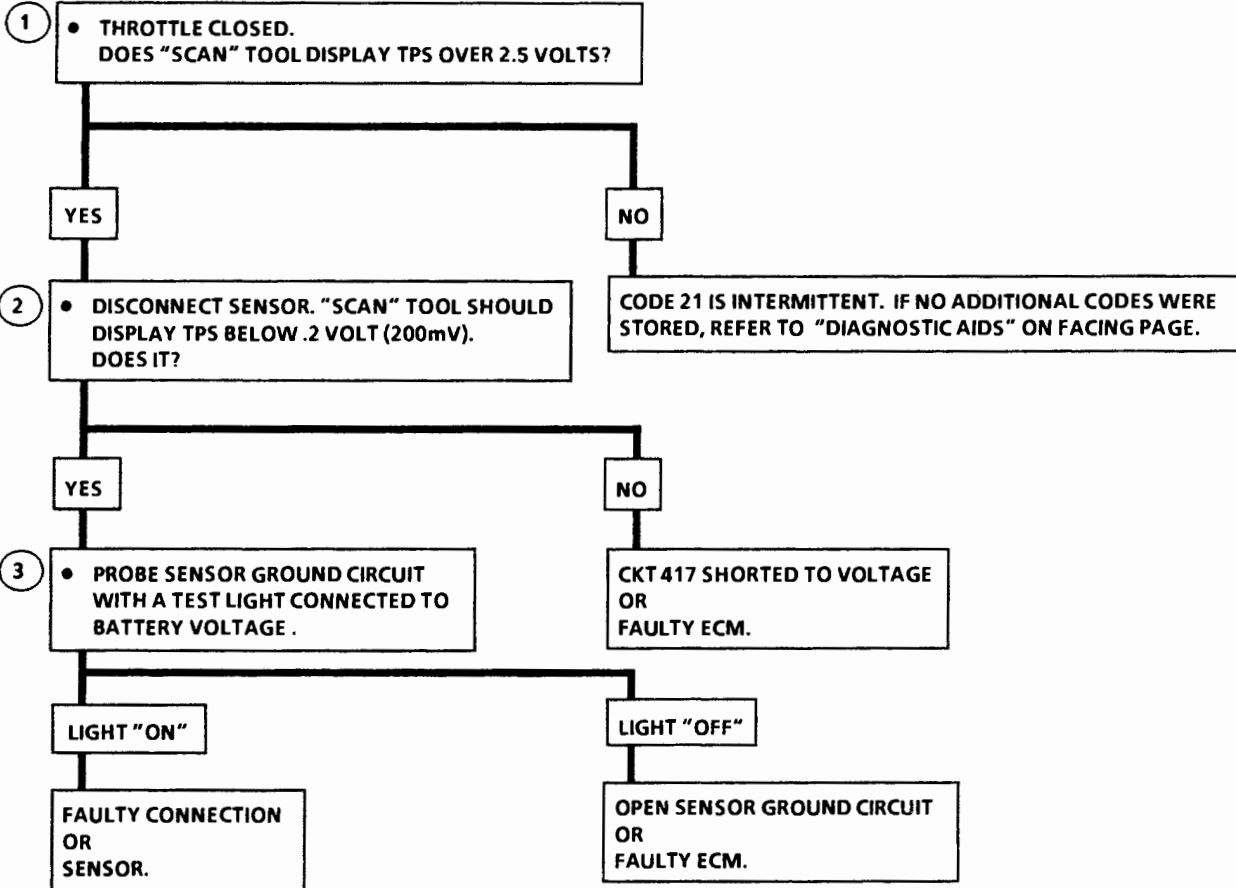 1
• THROTTLE CLOSED.
DOES "SCAN" TOOL DISPLAY TPS OVER 2.5 VOLTS?
YES
NO
2
• DISCONNECT SENSOR. "SCAN" TOOL SHOULD
DISPLAY TPS BELOW .2 VOLT (200mV).
DOES IT?
CODE 21 IS INTERMITTENT. IF NO ADDITIONAL CODES WERE
STORED, REFER TO "DIAGNOSTIC AIDS" ON FACING PAGE.
YES
NO
3
• PROBE SENSOR GROUND CIRCUIT
WITH A TEST LIGHT CONNECTED TO
BATTERY VOLTAGE .
CKT 417 SHORTED TO VOLTAGE
OR
FAULTY ECM.
LIGHT "ON"
LIGHT "OFF"
FAULTY CONNECTION
OR
SENSOR.
OPEN SENSOR GROUND CIRCUIT
OR
FAULTY ECM.